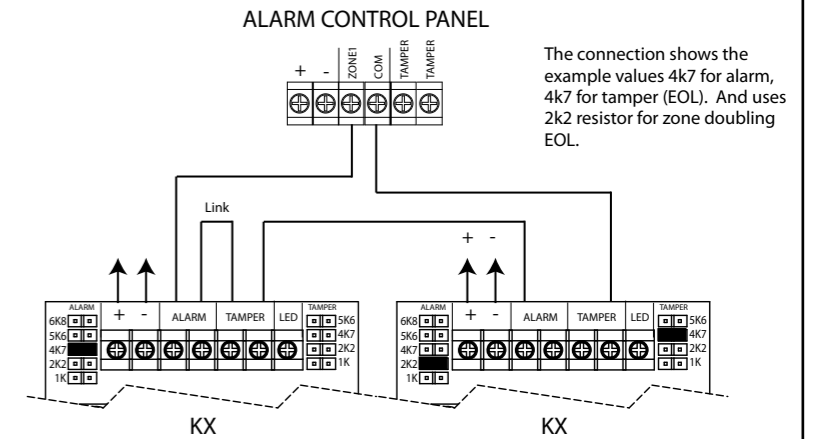 ALARM CONTROL PANEL
+ - ZONE1 COM TAMPER TAMPER
The connection shows the
example values 4k7 for alarm,
4k7 for tamper (EOL). And uses
2k2 resistor for zone doubling
EOL.
Link
+ -
ALARM
6K8
5K6
4K7
2K2
1K
+ - ALARM TAMPER LED
TAMPER
5K6
4K7
2K2
1K
KX
ALARM
6K8
5K6
4K7
2K2
1K
+ - ALARM TAMPER LED
TAMPER
5K6
4K7
2K2
1K
KX